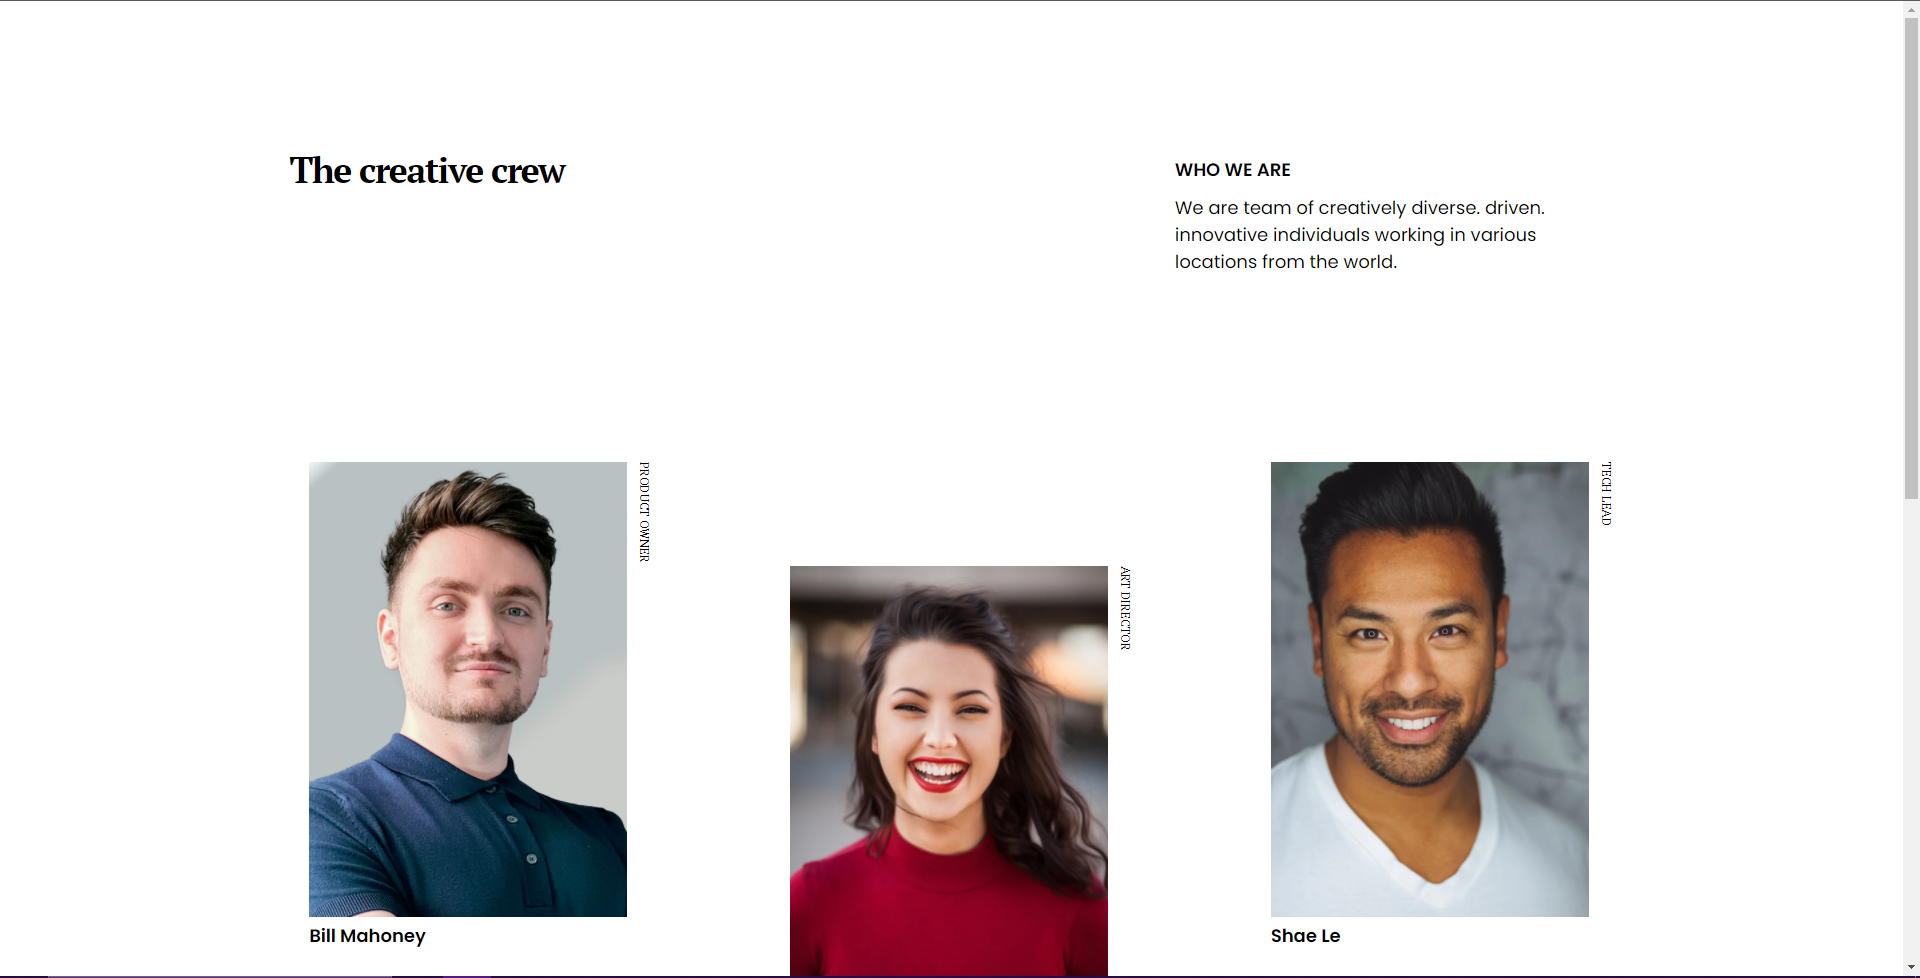 The creative crew
WHO WE ARE
We are team of creatively diverse. driven.
innovative individuals working in various
locations from the world.
PRODUCT OWNER
Bill Mahoney
ART DIRECTOR
TECH LEAD
Shae Le